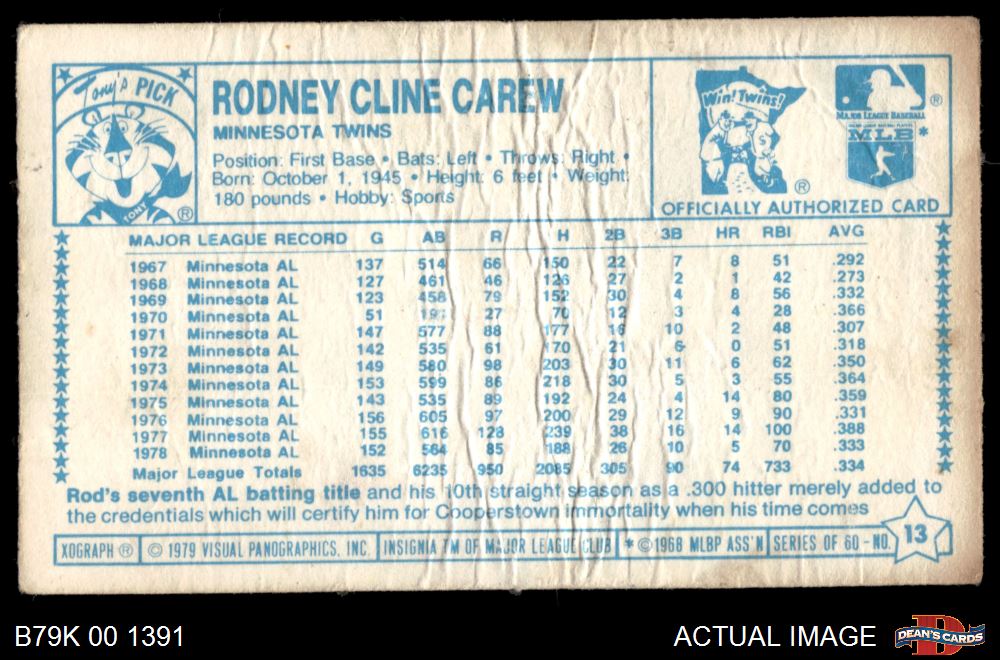 Tony's PICK
TONY
®
RODNEY CLINE CAREW
MINNESOTA TWINS
Position: First Base • Bats: Left • Throws: Right •
Born: October 1, 1945 • Height: 6 feet • Weight:
180 pounds • Hobby: Sports
Win! Twins!
®
®
MAJOR LEAGUE BASEBALL
MLB *
OFFICIALLY AUTHORIZED CARD
MAJOR LEAGUE RECORD G AB R H 2B 3B HR RBI AVG
1967 Minnesota AL 137 514 66 150 22 7 8 51 .292
1968 Minnesota AL 127 461 46 126 27 2 1 42 .273
1969 Minnesota AL 123 458 79 152 30 4 8 56 .332
1970 Minnesota AL 51 191 27 70 12 3 4 28 .366
1971 Minnesota AL 147 577 88 177 16 10 2 48 .307
1972 Minnesota AL 142 535 61 170 21 6 0 51 .318
1973 Minnesota AL 149 580 98 203 30 11 6 62 .350
1974 Minnesota AL 153 599 86 218 30 5 3 55 .364
1975 Minnesota AL 143 535 89 192 24 4 14 80 .359
1976 Minnesota AL 156 605 97 200 29 12 9 90 .331
1977 Minnesota AL 155 616 128 239 38 16 14 100 .388
1978 Minnesota AL 152 564 85 188 26 10 5 70 .333
Major League Totals 1635 6235 950 2085 305 90 74 733 .334
Rod's seventh AL batting title and his 10th straight season as a .300 hitter merely added to
the credentials which will certify him for Cooperstown immortality when his time comes
XOGRAPH ® © 1979 VISUAL PANOGRAPHICS, INC. INSIGNIA TM OF MAJOR LEAGUE CLUB * © 1968 MLBP ASS'N SERIES OF 60 - NO. 13
B79K 00 1391
ACTUAL IMAGE
D
DEAN'S CARDS